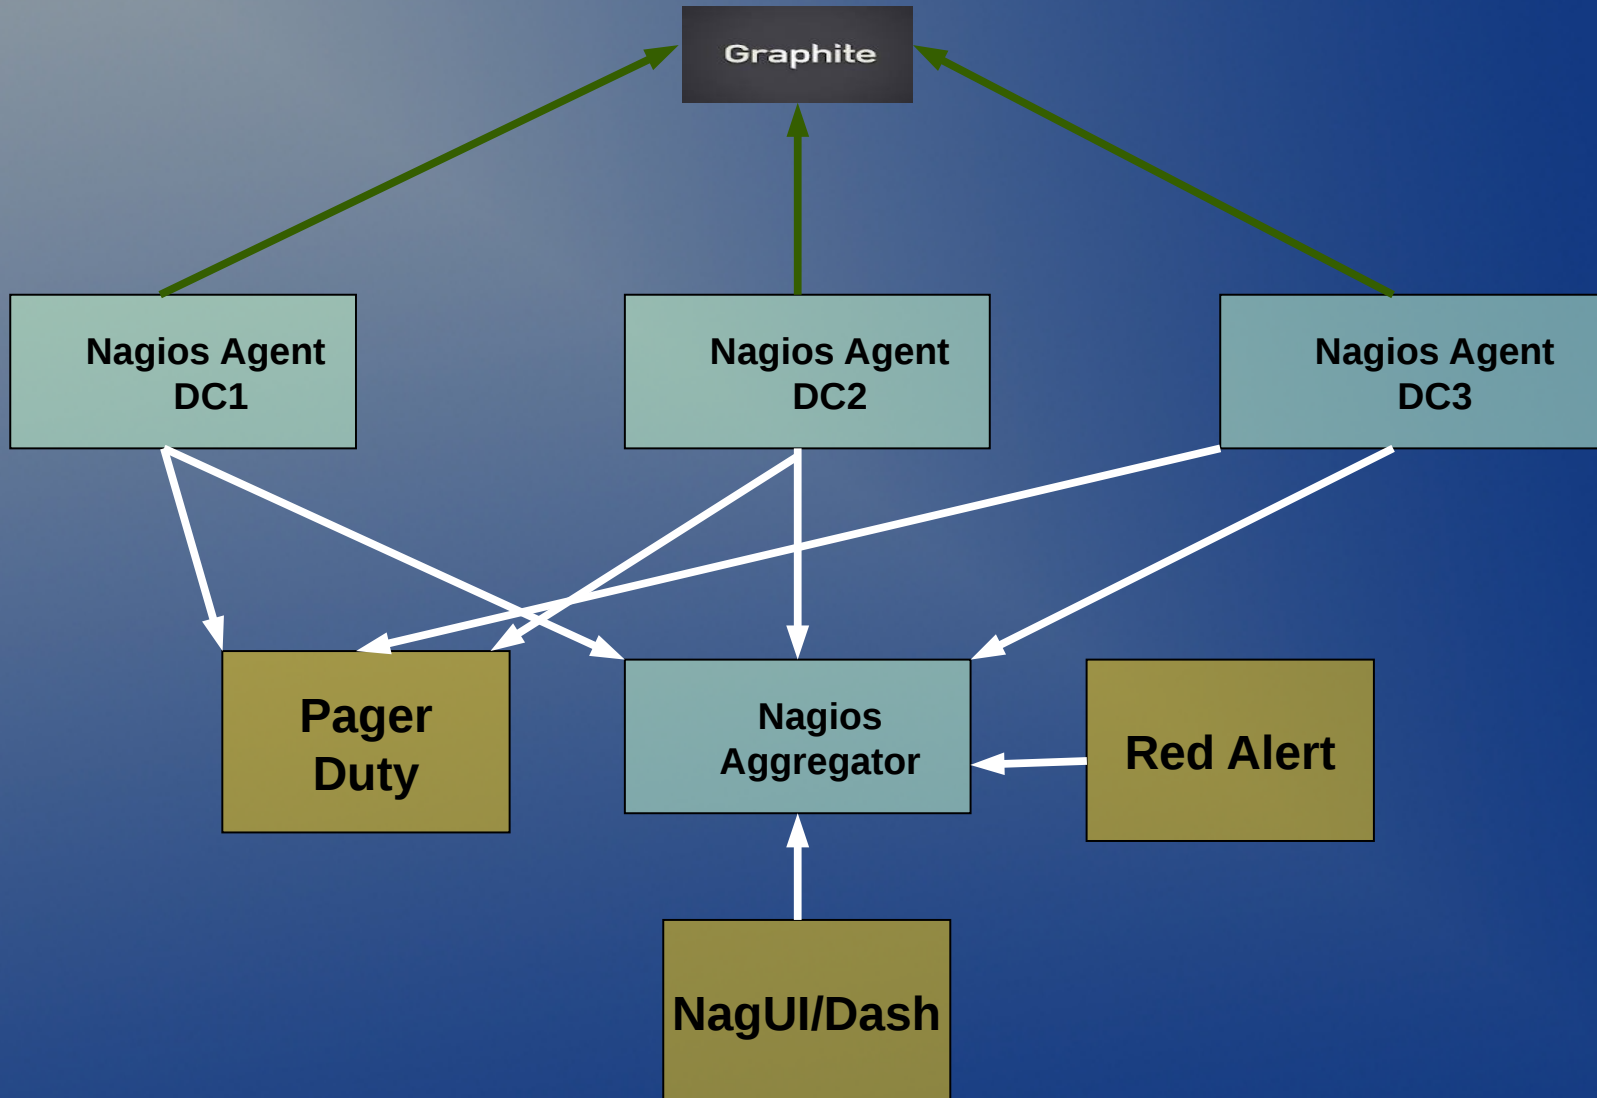 Graphite
Nagios Agent
DC1
Nagios Agent
DC2
Nagios Agent
DC3
Pager
Duty
Nagios
Aggregator
Red Alert
NagUI/Dash